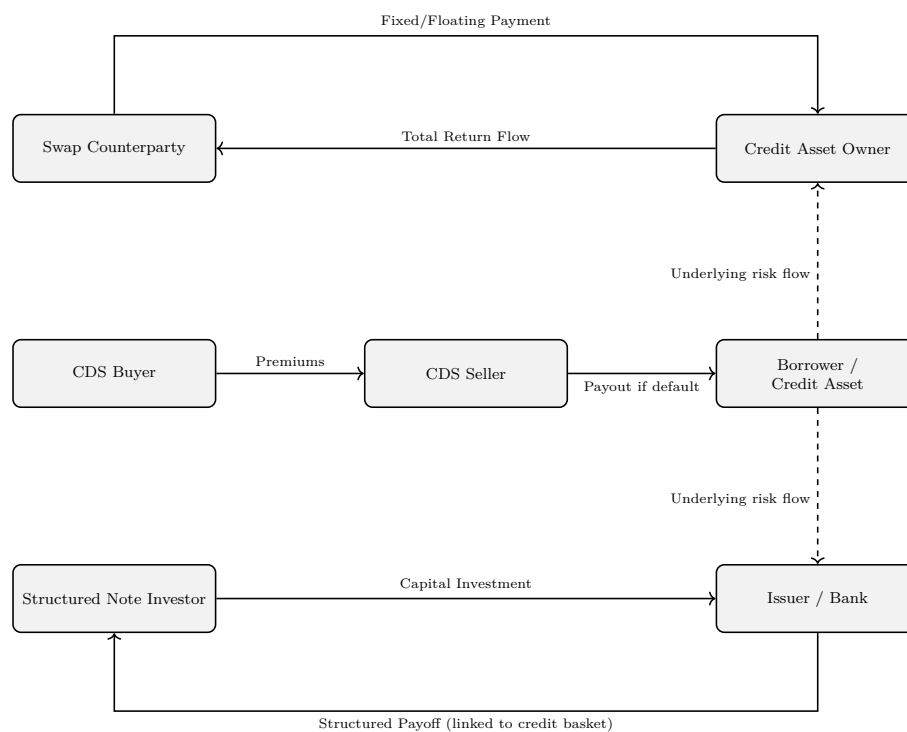 Fixed/Floating Payment
Swap Counterparty
Total Return Flow
Credit Asset Owner
Underlying risk flow
CDS Buyer
Premiums
CDS Seller
Payout if default
Borrower /
Credit Asset
Underlying risk flow
Structured Note Investor
Capital Investment
Issuer / Bank
Structured Payoff (linked to credit basket)